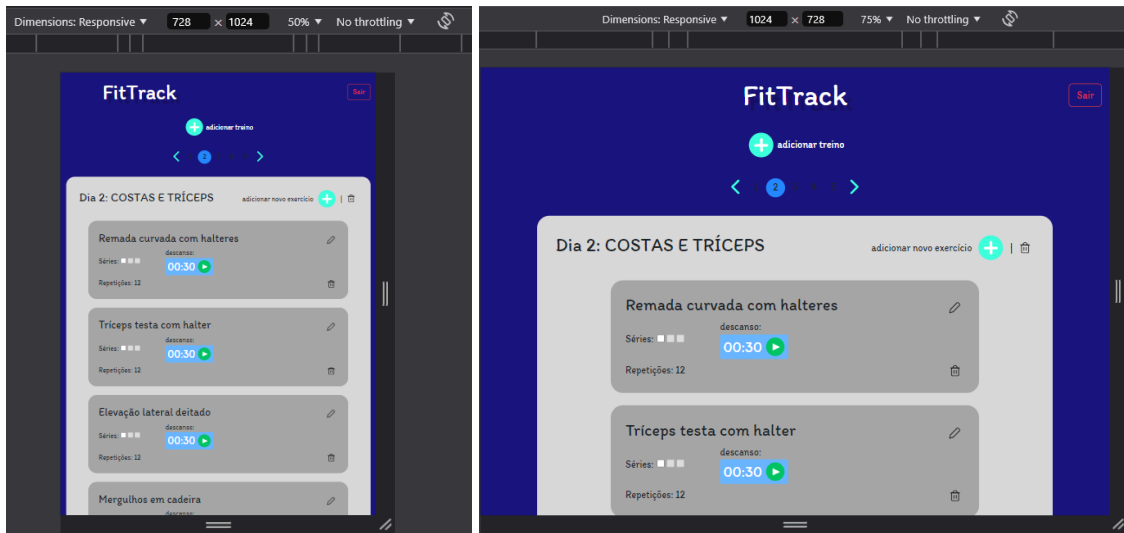 Dimensions: Responsive ▼ 728 × 1024 50% ▼ No throttling ▼
FitTrack
Sair
adicionar treino
2
Dia 2: COSTAS E TRÍCEPS
adicionar novo exercício
|
Remada curvada com halteres
descanso:
Séries:
00:30
Repetições: 12
Tríceps testa com halter
descanso:
Séries:
00:30
Repetições: 12
Elevação lateral deitado
descanso:
Séries:
00:30
Repetições: 12
Mergulhos em cadeira
descanso:
Dimensions: Responsive ▼ 1024 × 728 75% ▼ No throttling ▼
FitTrack
Sair
adicionar treino
2
Dia 2: COSTAS E TRÍCEPS
adicionar novo exercício
|
Remada curvada com halteres
descanso:
Séries:
00:30
Repetições: 12
Tríceps testa com halter
descanso:
Séries:
00:30
Repetições: 12